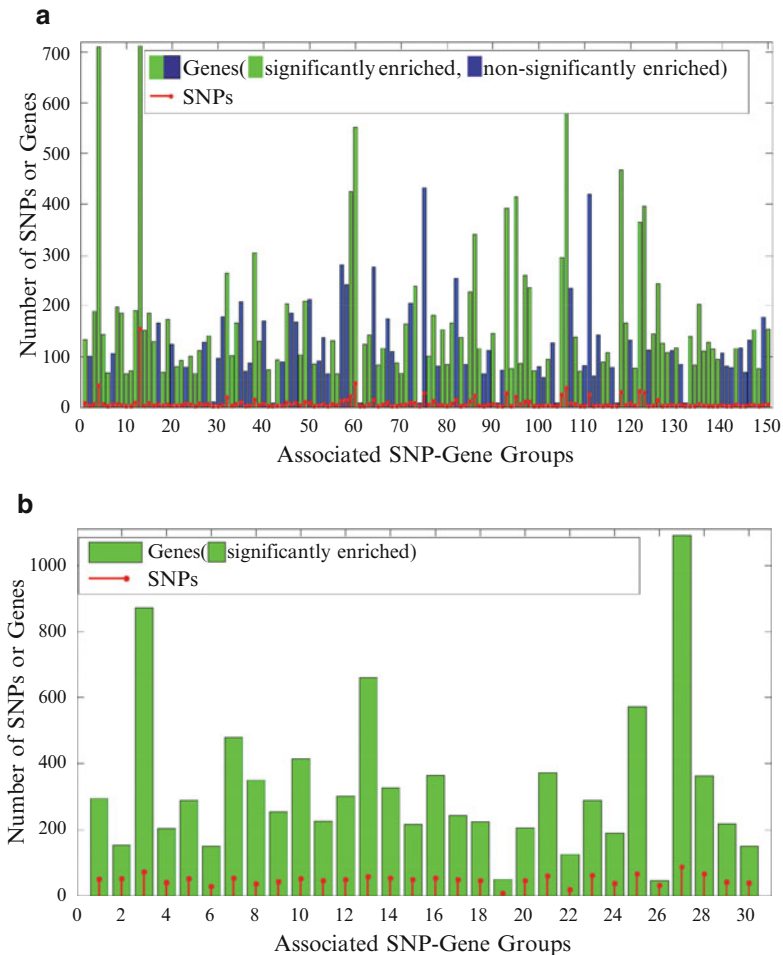 a
700
600
500
400
300
200
100
0
Number of SNPs or Genes
Genes( significantly enriched, non-significantly enriched)
SNPs
0 10 20 30 40 50 60 70 80 90 100 110 120 130 140 150
Associated SNP-Gene Groups
b
1000
800
600
400
200
0
Number of SNPs or Genes
Genes( significantly enriched)
SNPs
0 2 4 6 8 10 12 14 16 18 20 22 24 26 28 30
Associated SNP-Gene Groups